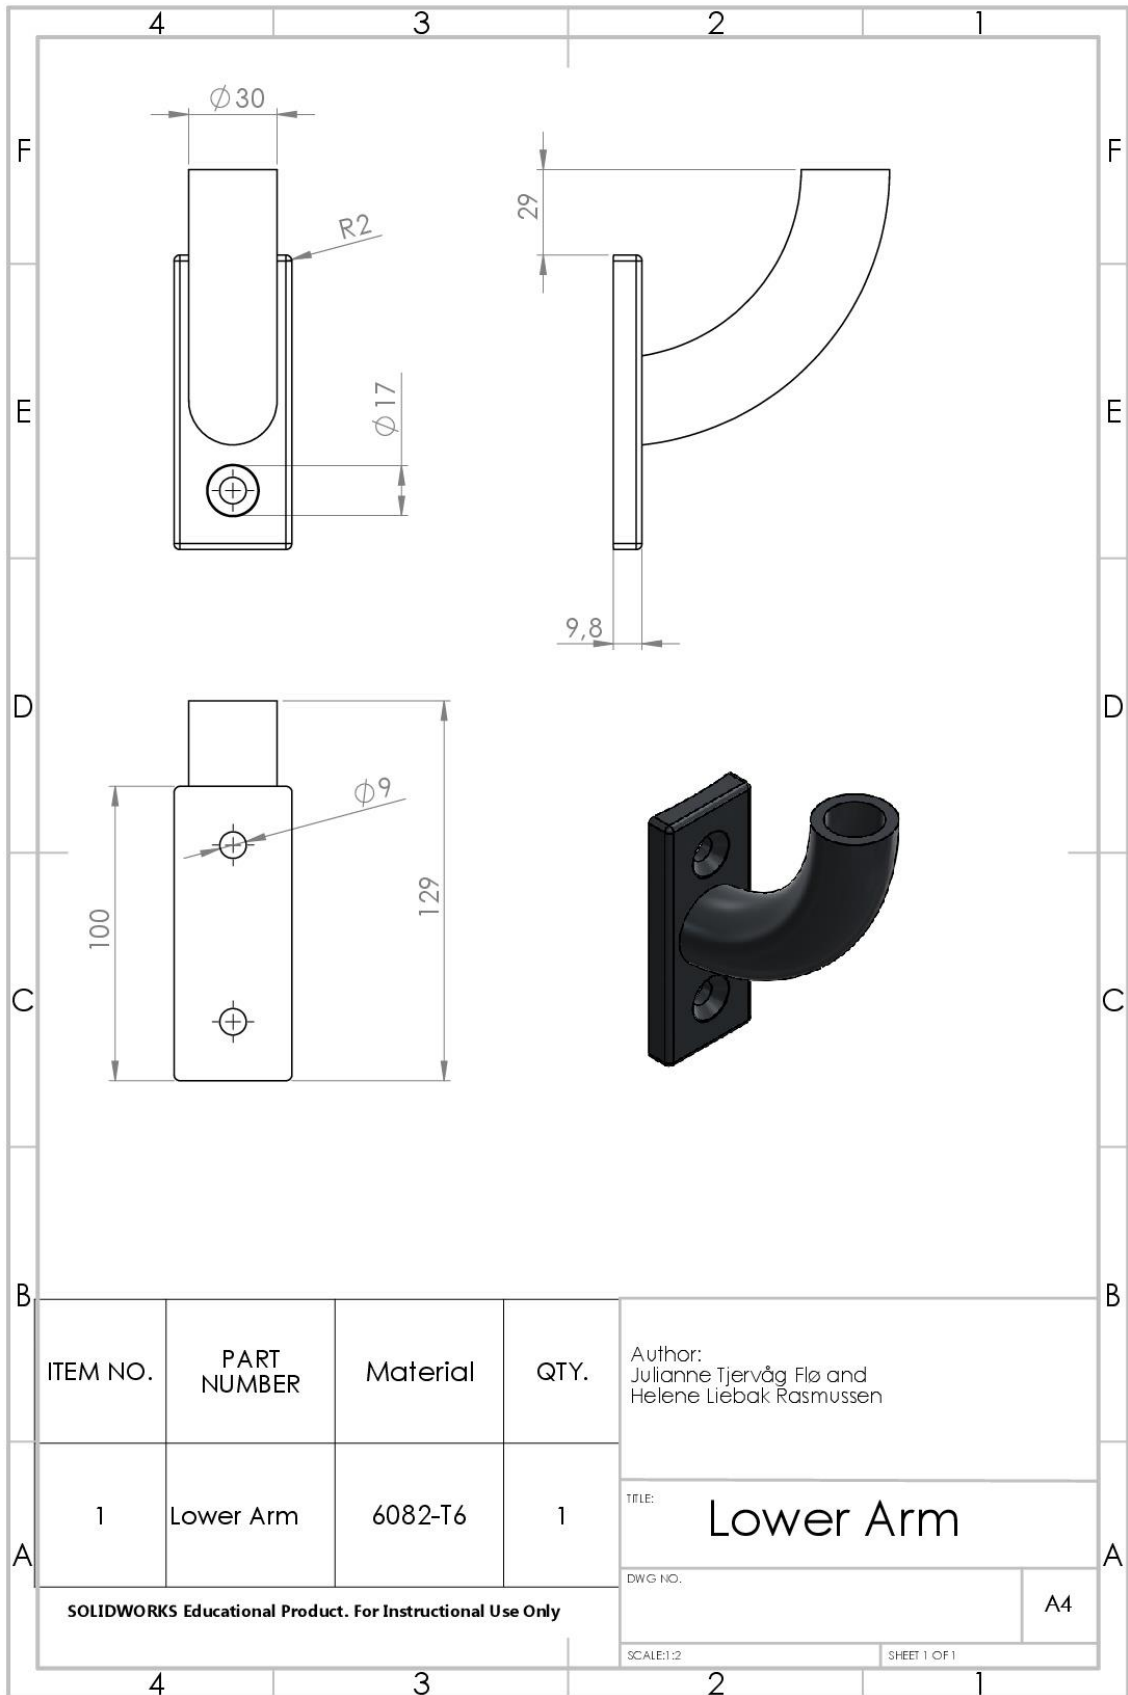 4 3 2 1
F F
E E
D D
C C
B B
A A
Ø30
R2
Ø17
29
9,8
Ø9
100
129
ITEM NO. PART NUMBER Material QTY.
1 Lower Arm 6082-T6 1
SOLIDWORKS Educational Product. For Instructional Use Only
Author:
Julianne Tjervåg Flø and
Helene Liebak Rasmussen
TITLE:
Lower Arm
DWG NO.
A4
SCALE:1:2 SHEET 1 OF 1
4 3 2 1